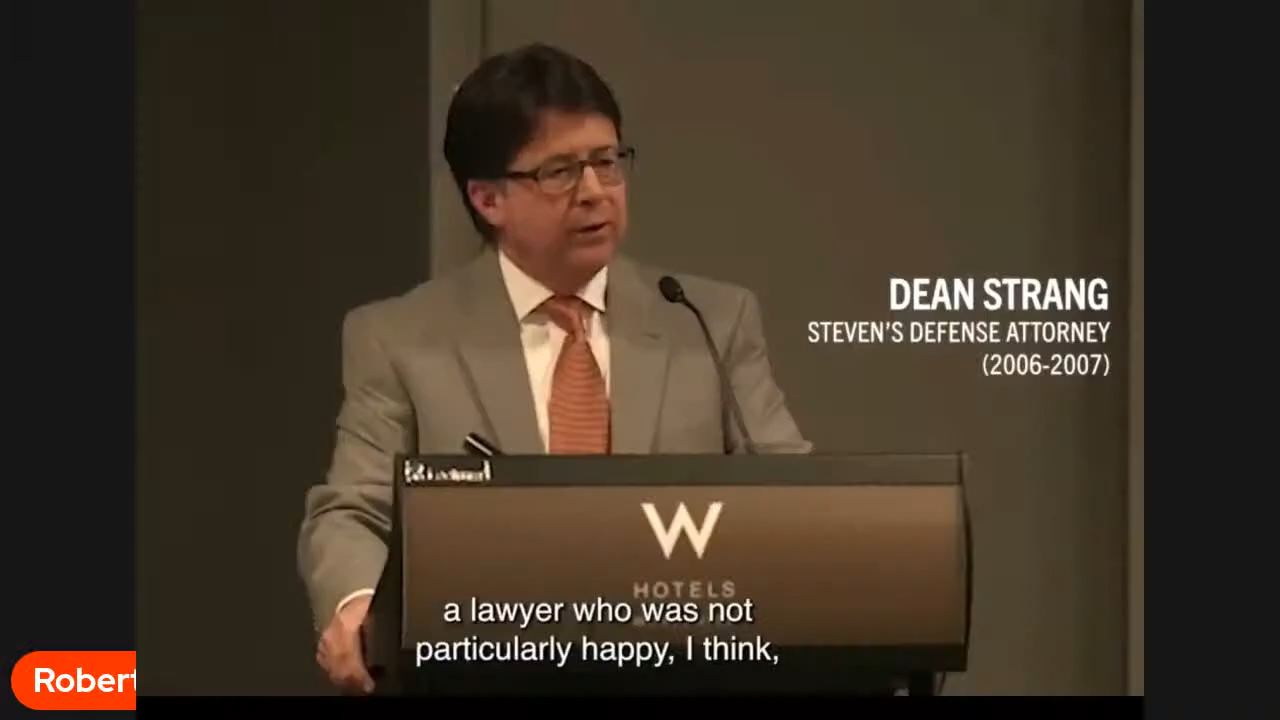 DEAN STRANG
STEVEN'S DEFENSE ATTORNEY
(2006-2007)
W
HOTELS
a lawyer who was not
particularly happy, I think,
Robert